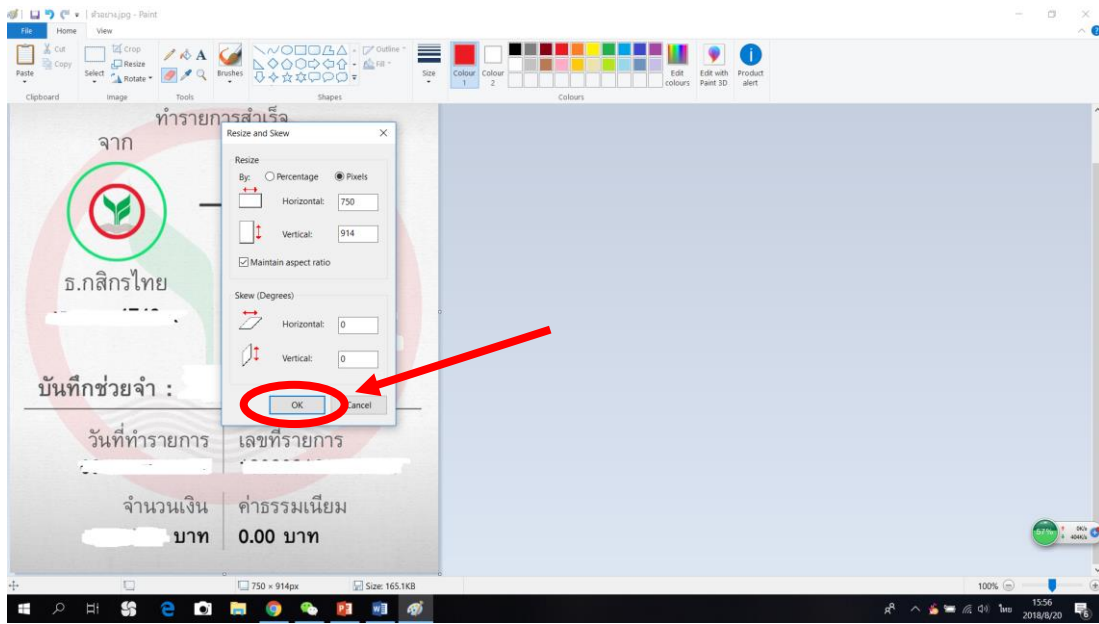 ตัวอย่าง.jpg - Paint
File Home View
Paste
Cut
Copy
Clipboard
Select
Crop
Resize
Rotate
Image
Tools
Brushes
Outline
Fill
Shapes
Size
Colour 1
Colour 2
Edit colours
Colours
Edit with Paint 3D
Product alert
ทำรายการสำเร็จ
จาก
ธ.กสิกรไทย
บันทึกช่วยจำ :
วันที่ทำรายการ เลขที่รายการ
จำนวนเงิน ค่าธรรมเนียม
บาท 0.00 บาท
Resize and Skew
Resize
By: Percentage Pixels
Horizontal: 750
Vertical: 914
Maintain aspect ratio
Skew (Degrees)
Horizontal: 0
Vertical: 0
OK Cancel
57%
0K/s
404K/s
750 × 914px Size: 165.1KB 100%
ไทย
15:56
2018/8/20
6